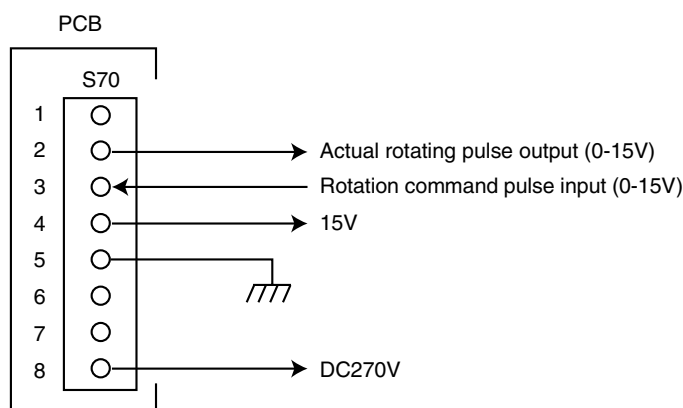 PCB
S70
1
2 Actual rotating pulse output (0-15V)
3 Rotation command pulse input (0-15V)
4 15V
5
6
7
8 DC270V